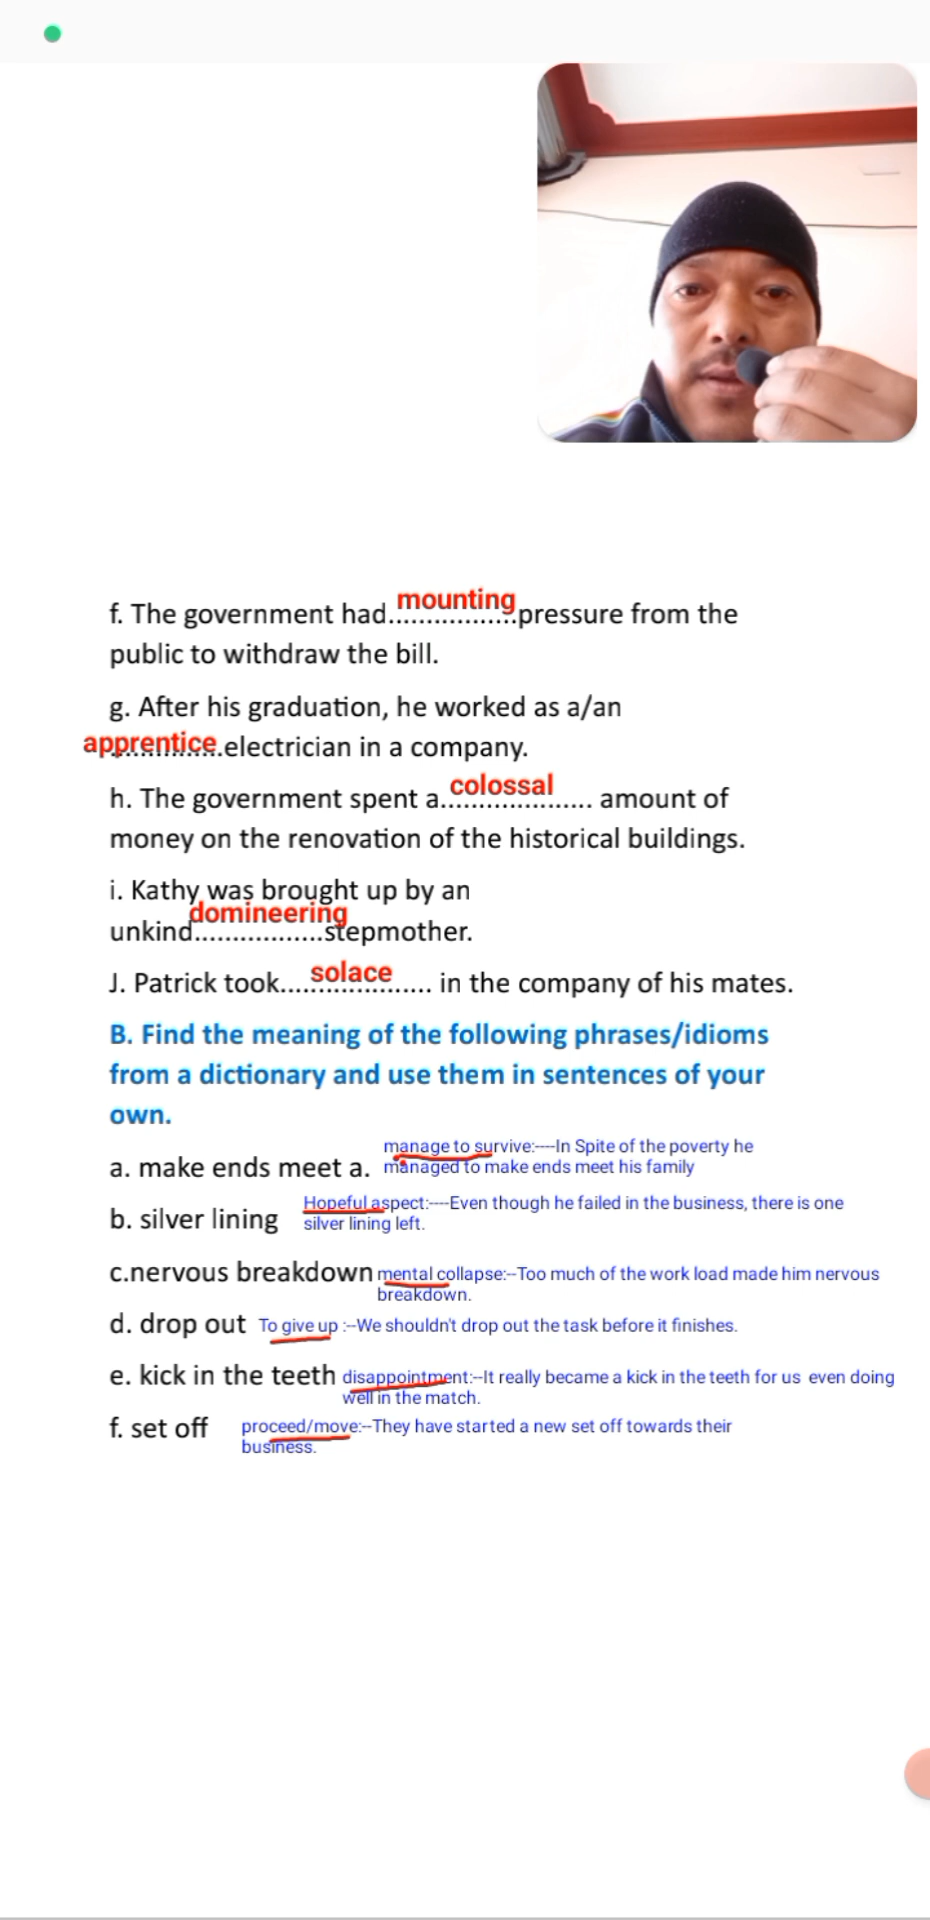 f. The government had.................pressure from the
mounting
public to withdraw the bill.
g. After his graduation, he worked as a/an
apprentice
...............electrician in a company.
h. The government spent a.................... amount of
colossal
money on the renovation of the historical buildings.
i. Kathy was brought up by an
domineering
unkind.................stepmother.
J. Patrick took.................... in the company of his mates.
solace
B. Find the meaning of the following phrases/idioms
from a dictionary and use them in sentences of your
own.
a. make ends meet a. manage to survive:----In Spite of the poverty he
managed to make ends meet his family
b. silver lining Hopeful aspect:----Even though he failed in the business, there is one
silver lining left.
c.nervous breakdown mental collapse:--Too much of the work load made him nervous
breakdown.
d. drop out To give up :--We shouldn't drop out the task before it finishes.
e. kick in the teeth disappointment:--It really became a kick in the teeth for us even doing
well in the match.
f. set off proceed/move:--They have started a new set off towards their
business.